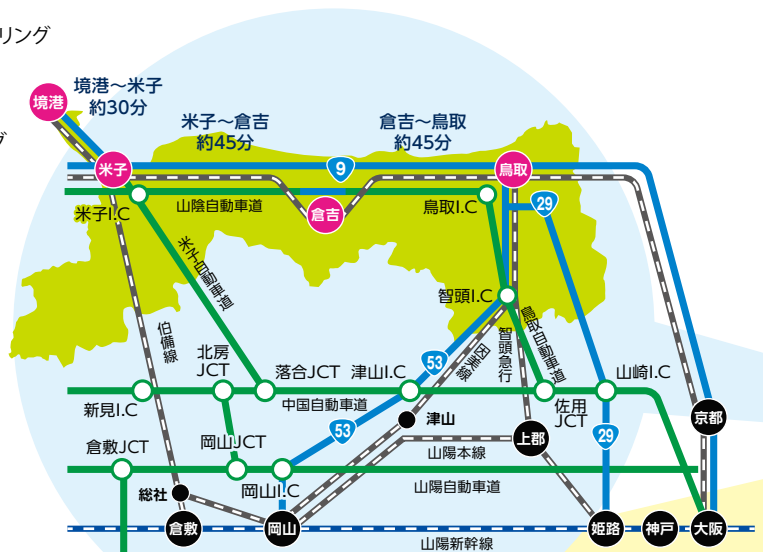 リング
グ
境港～米子
約30分
境港
米子～倉吉
約45分
倉吉～鳥取
約45分
米子
9
鳥取
米子I.C
山陰自動車道
倉吉
鳥取I.C
29
米子自動車道
智頭I.C
伯備線
北房
JCT
落合JCT
津山I.C
53
因美線
智頭急行
鳥取自動車道
山崎I.C
新見I.C
中国自動車道
佐用
JCT
京都
倉敷JCT
岡山JCT
53
津山
上郡
29
山陽本線
総社
岡山I.C
山陽自動車道
倉敷
岡山
姫路
神戸
大阪
山陽新幹線